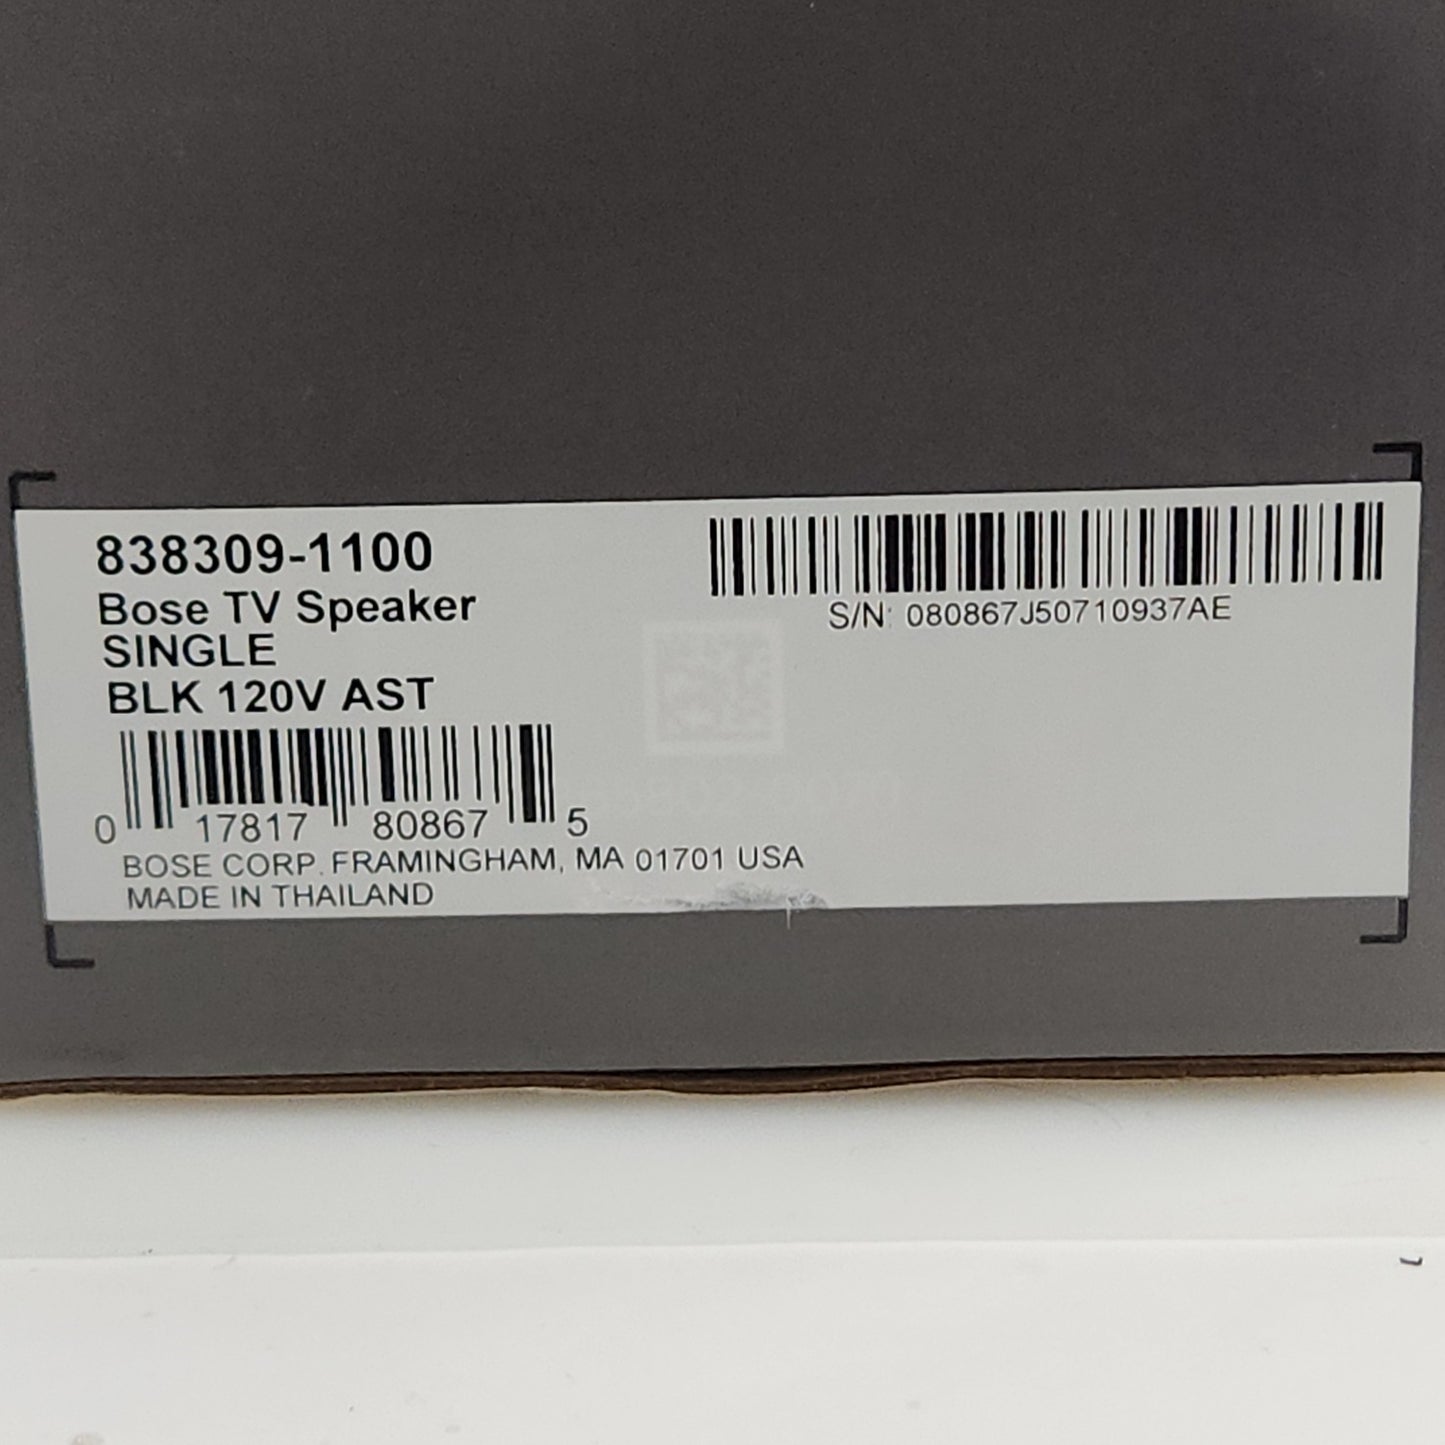 838309-1100
Bose TV Speaker
SINGLE
BLK 120V AST
0 17817 80867 5
BOSE CORP. FRAMINGHAM, MA 01701 USA
MADE IN THAILAND
S/N: 080867J50710937AE